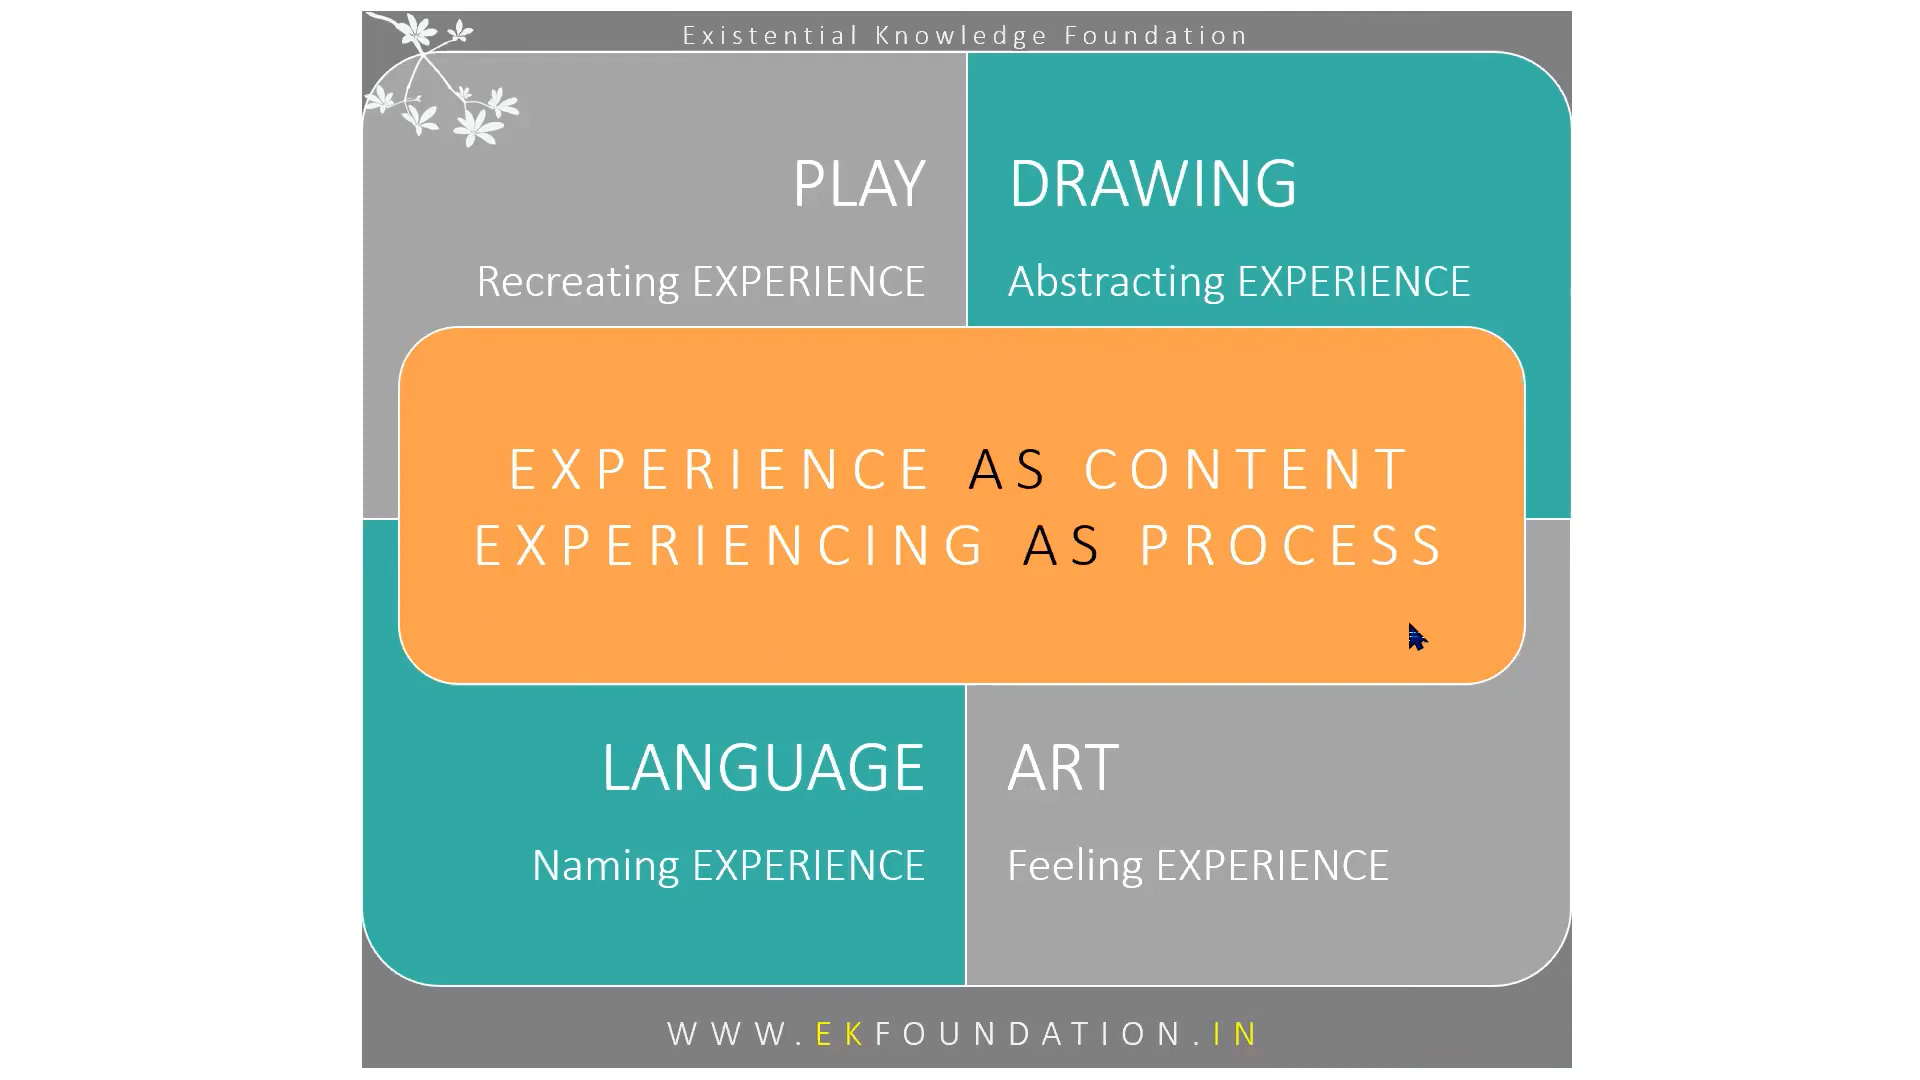 Existential Knowledge Foundation
PLAY
Recreating EXPERIENCE
DRAWING
Abstracting EXPERIENCE
EXPERIENCE AS CONTENT
EXPERIENCING AS PROCESS
LANGUAGE
Naming EXPERIENCE
ART
Feeling EXPERIENCE
WWW.EKFOUNDATION.IN